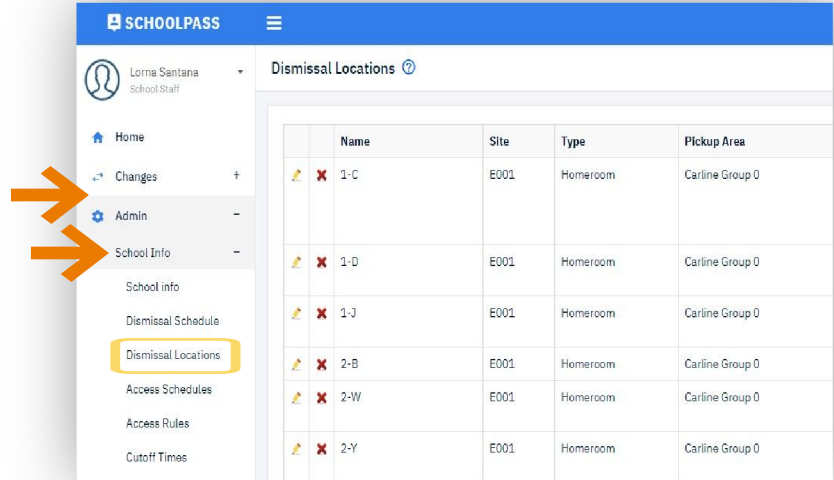 SCHOOLPASS
Lorna Santana
School Staff
Home
Changes +
Admin -
School Info -
School info
Dismissal Schedule
Dismissal Locations
Access Schedules
Access Rules
Cutoff Times
Dismissal Locations ?
Name Site Type Pickup Area
1-C E001 Homeroom Carline Group 0
1-D E001 Homeroom Carline Group 0
1-J E001 Homeroom Carline Group 0
2-B E001 Homeroom Carline Group 0
2-W E001 Homeroom Carline Group 0
2-Y E001 Homeroom Carline Group 0